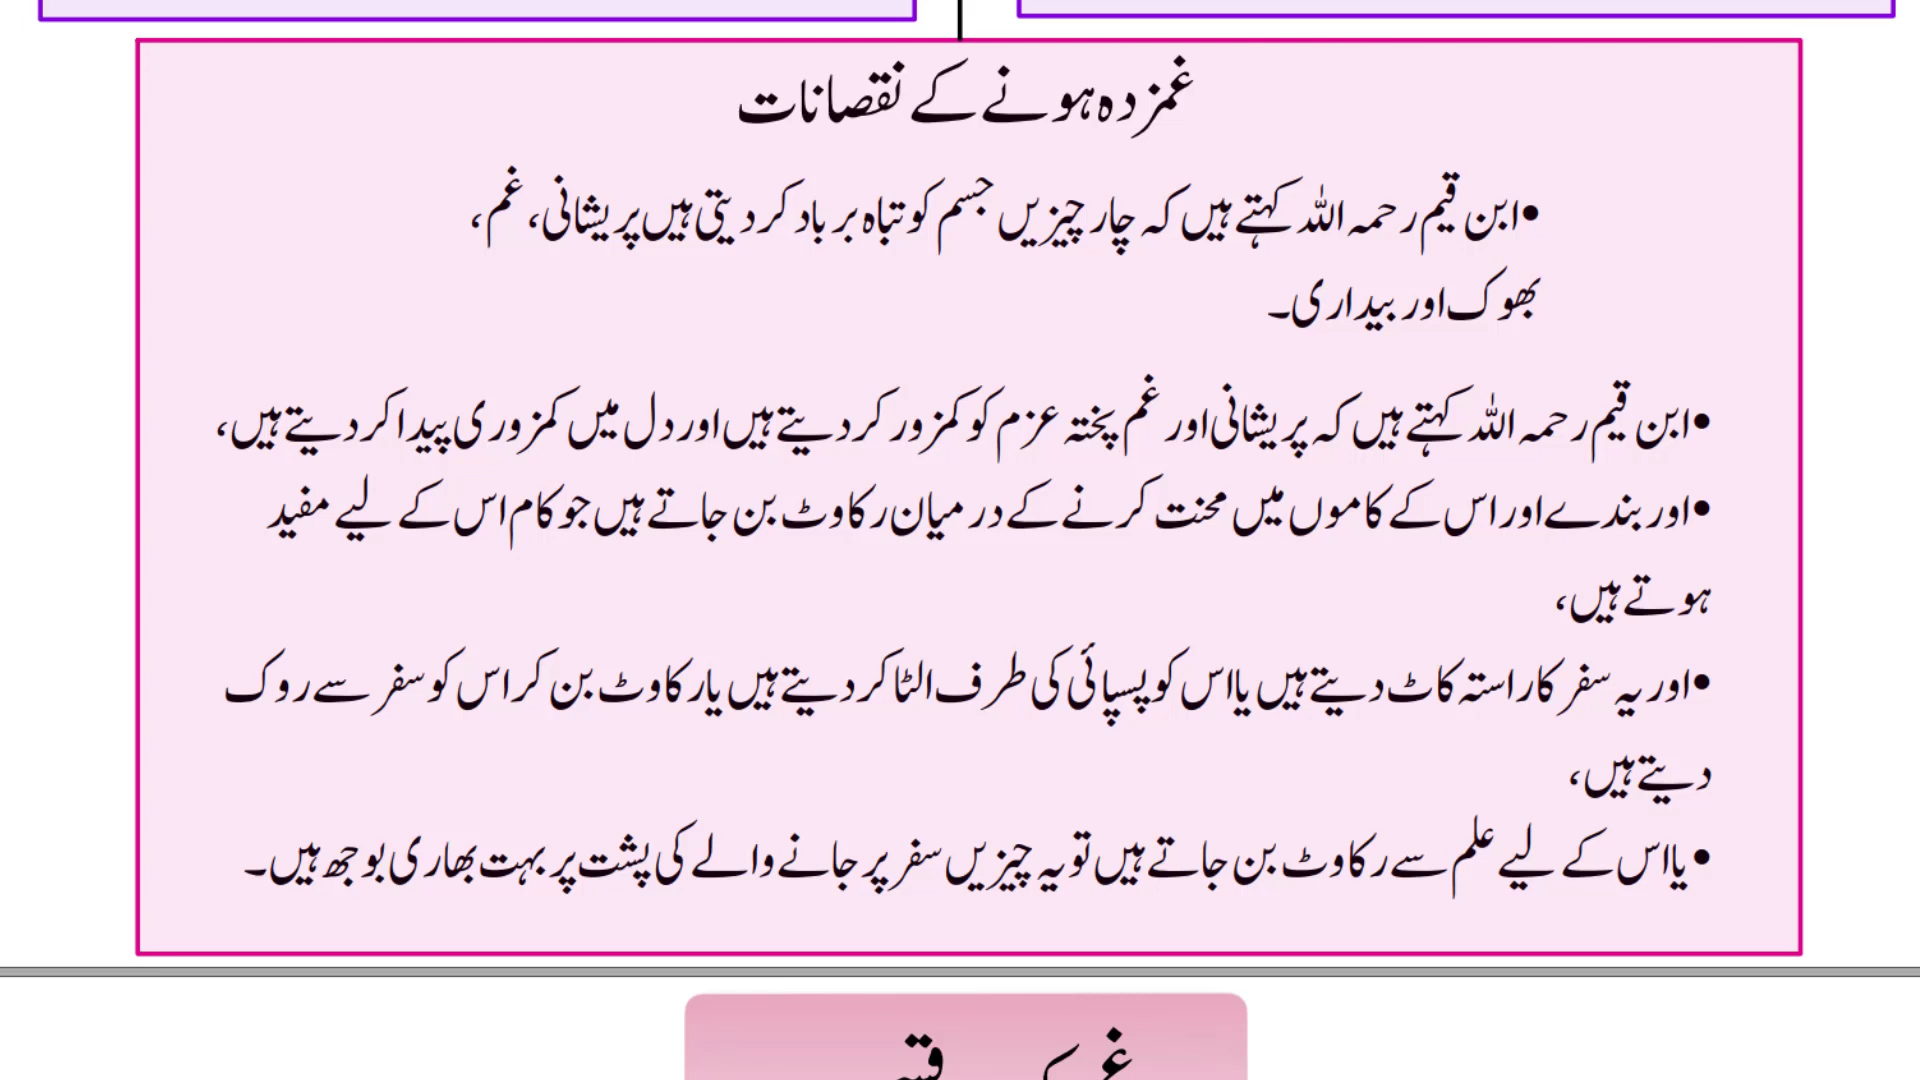 غمزدہ ہونے کے نقصانات
•ابن قیم رحمہ اللہ کہتے ہیں کہ چار چیزیں جسم کو تباہ برباد کر دیتی ہیں پریشانی، غم،
بھوک اور بیداری۔
•ابن قیم رحمہ اللہ کہتے ہیں کہ پریشانی اور غم پختہ عزم کو کمزور کر دیتے ہیں اور دل میں کمزوری پیدا کر دیتے ہیں،
•اور بندے اور اس کے کاموں میں محنت کرنے کے درمیان رکاوٹ بن جاتے ہیں جو کام اس کے لیے مفید
ہوتے ہیں،
•اور یہ سفر کا راستہ کاٹ دیتے ہیں یا اس کو پسپائی کی طرف الٹا کر دیتے ہیں یا رکاوٹ بن کر اس کو سفر سے روک
دیتے ہیں،
•یا اس کے لیے علم سے رکاوٹ بن جاتے ہیں تو یہ چیزیں سفر پر جانے والے کی پشت پر بہت بھاری بوجھ ہیں۔